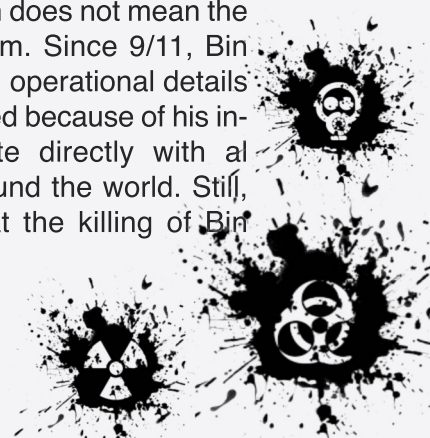 does not mean the
m. Since 9/11, Bin
operational details
ed because of his in-
te directly with al
und the world. Still,
t the killing of Bin